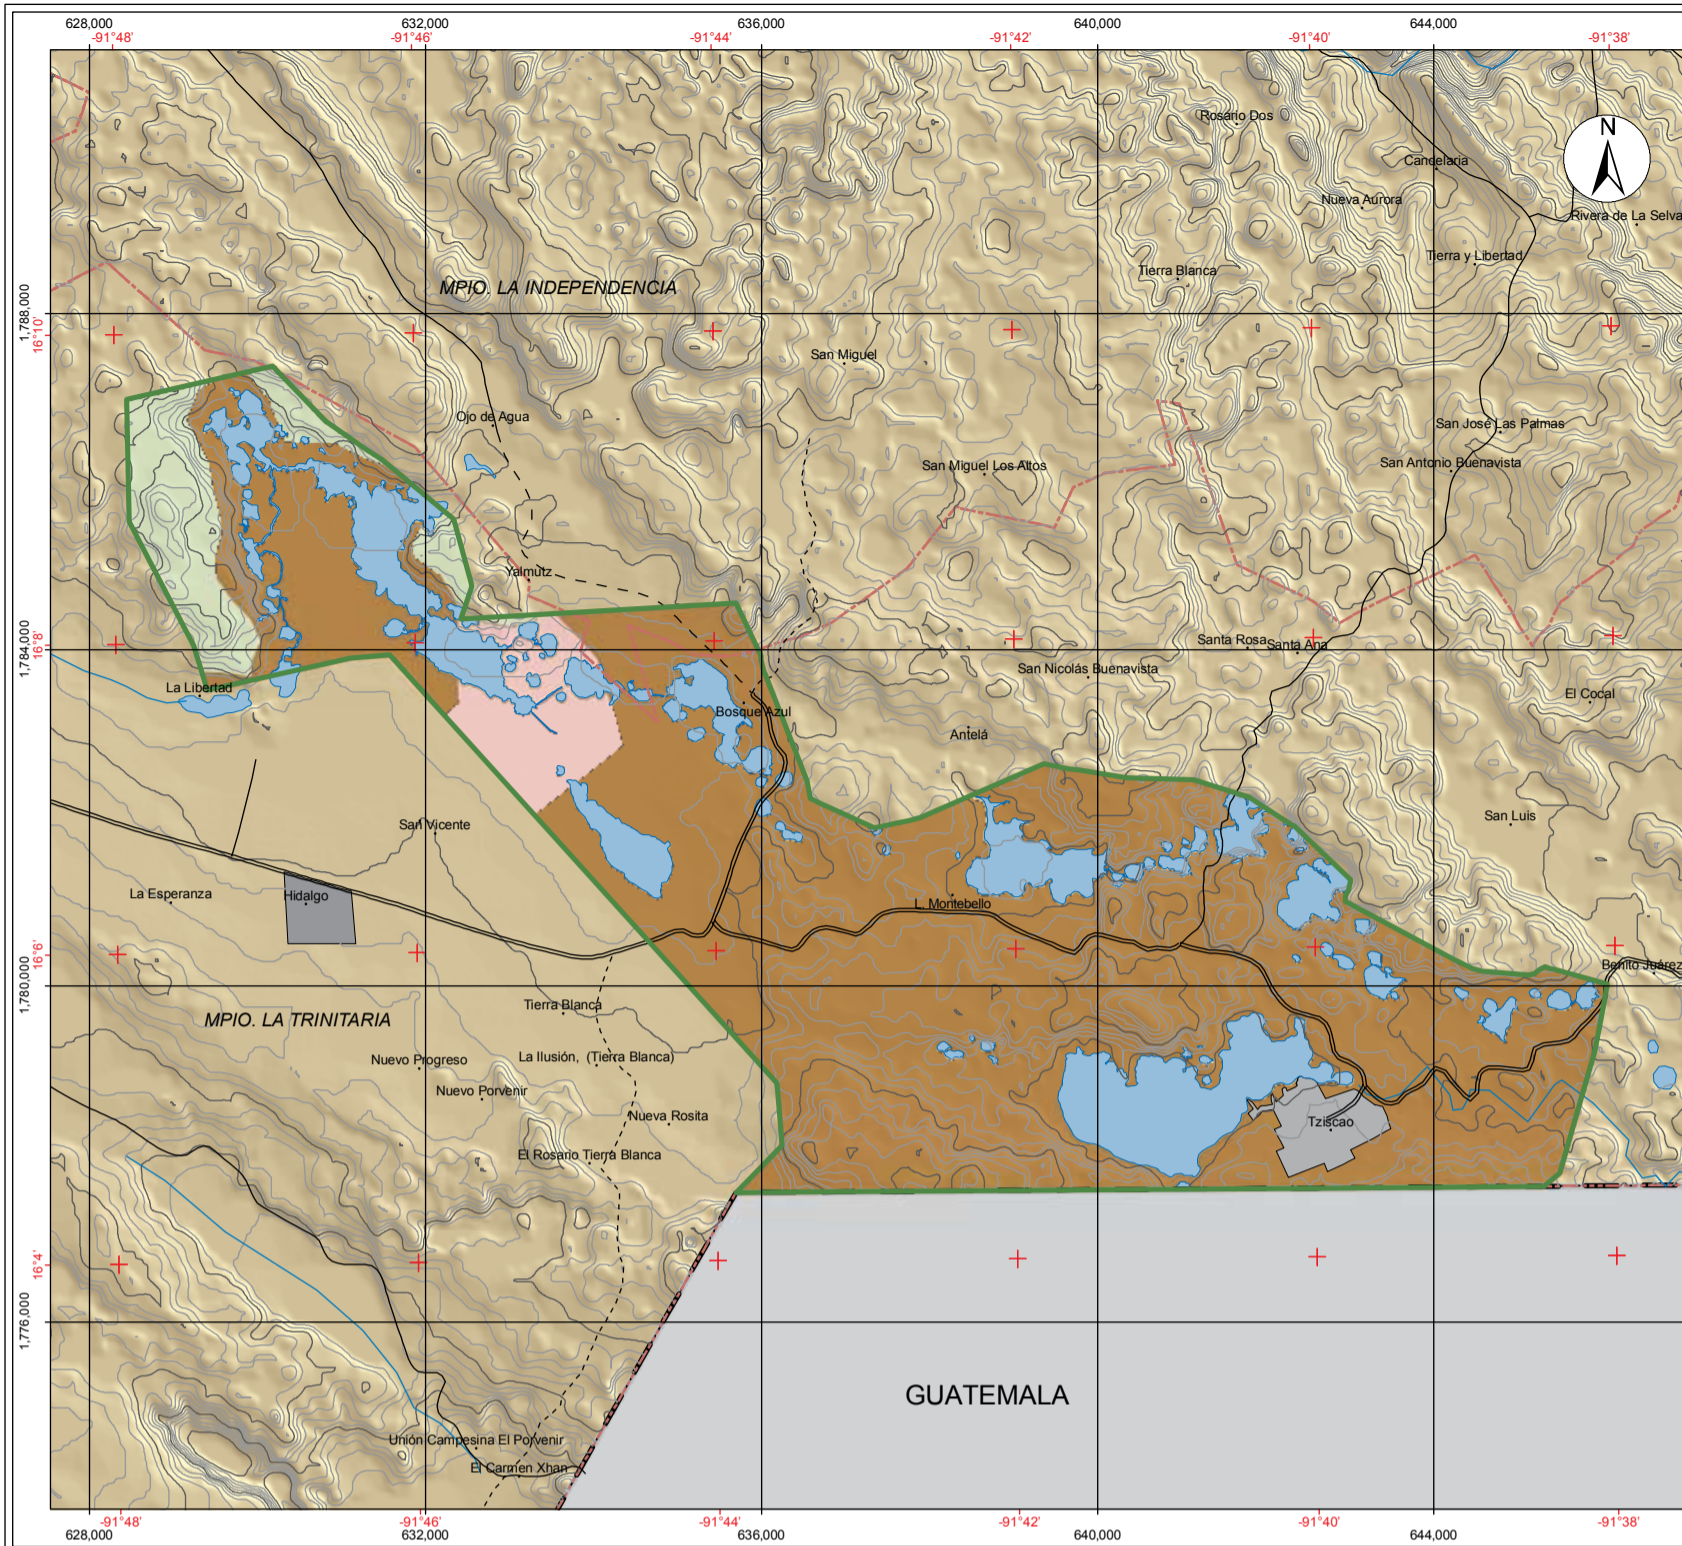 628,000 632,000 636,000 640,000 644,000
-91°48' -91°46' -91°44' -91°42' -91°40' -91°38'
N
Rosario Dos
Candelaria
Nueva Aurora
Rivera de La Selva
Tierra y Libertad
Tierra Blanca
MPIO. LA INDEPENDENCIA
1,788,000
16°10'
San Miguel
Ojo de Agua
San José Las Palmas
San Miguel Los Altos
San Antonio Buenavista
Yalmutz
1,784,000
16°8'
Santa Rosa
Santa Ana
San Nicolás Buenavista
La Libertad
El Cocal
Bosque Azul
Antelá
San Vicente
San Luis
La Esperanza
Hidalgo
L. Montebello
16°6'
Benito Juárez
1,780,000
Tierra Blanca
MPIO. LA TRINITARIA
Nuevo Progreso
La Ilusión, (Tierra Blanca)
Nuevo Porvenir
Nueva Rosita
Tziscao
El Rosario Tierra Blanca
16°4'
1,776,000
GUATEMALA
Unión Campesina El Porvenir
El Carmen Xhan
-91°48' -91°46' -91°44' -91°42' -91°40' -91°38'
628,000 632,000 636,000 640,000 644,000